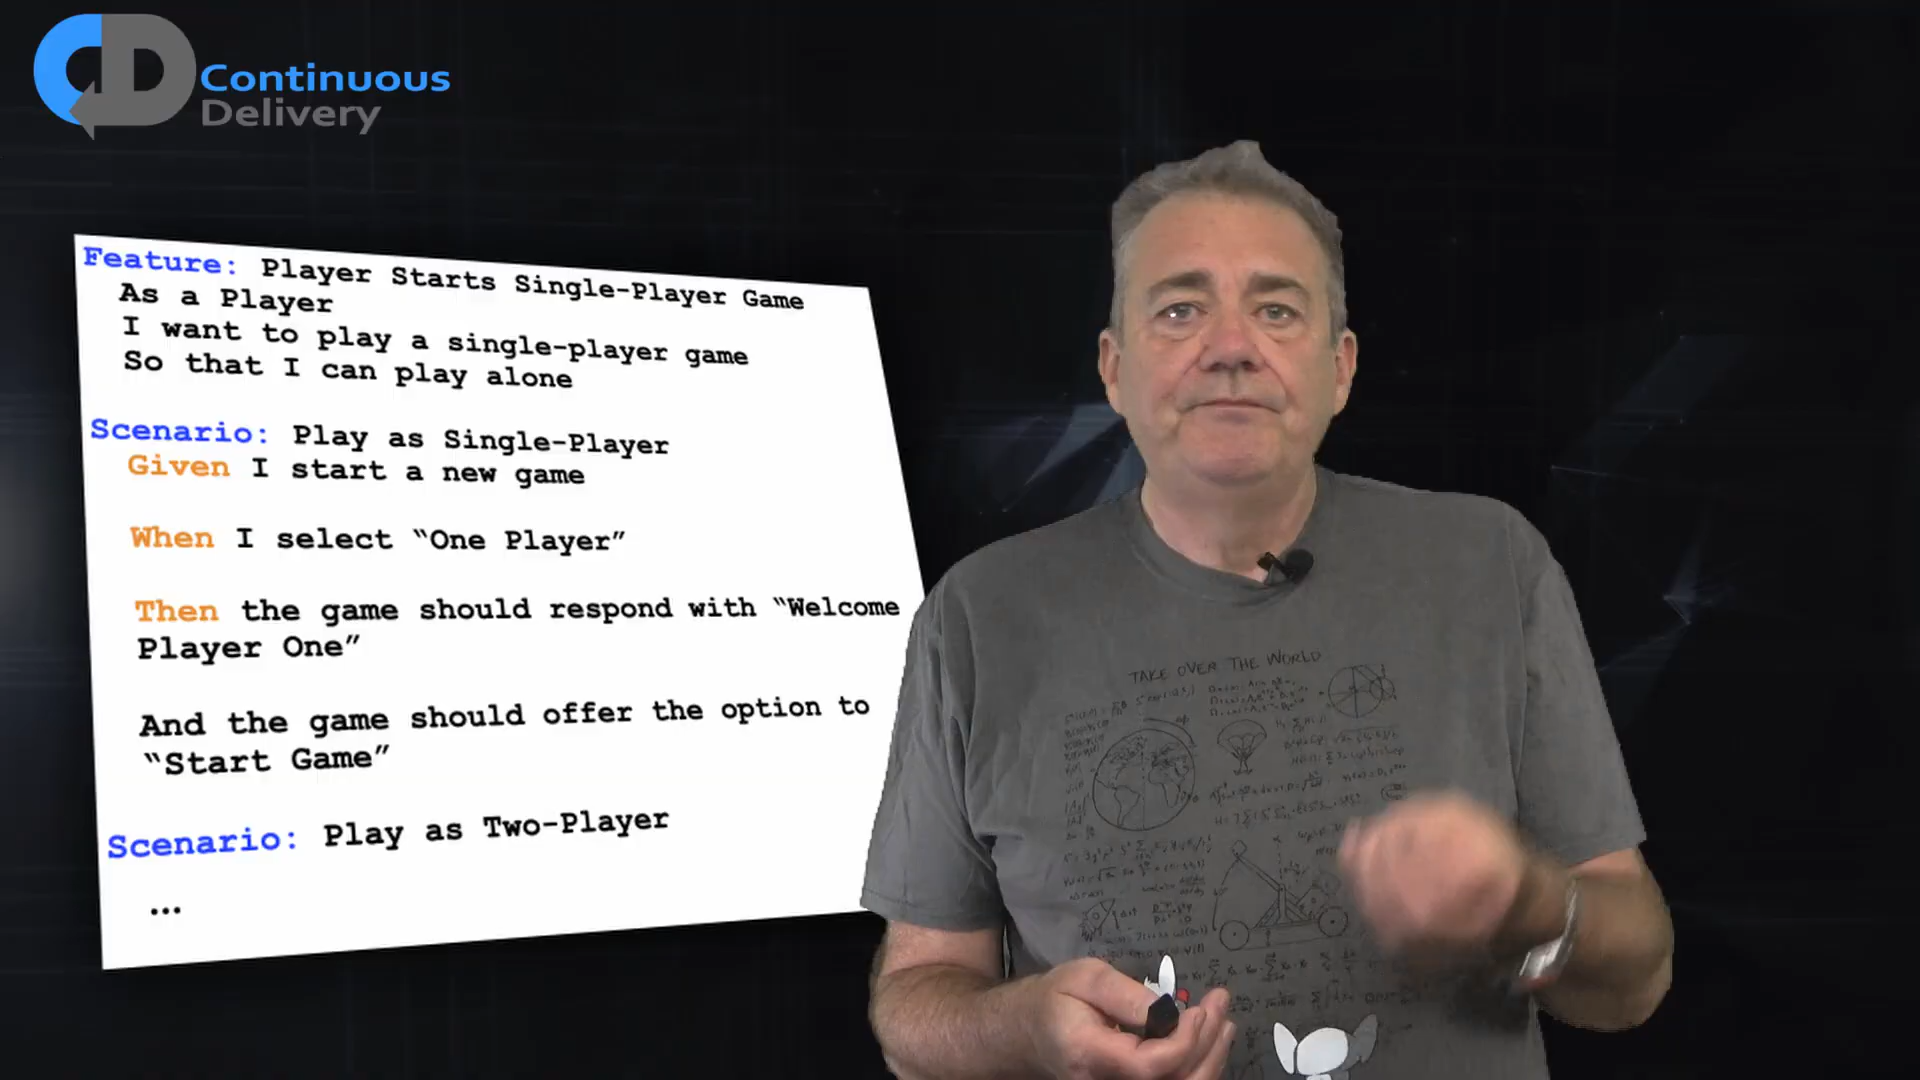 Continuous
Delivery
Feature: Player Starts Single-Player Game
As a Player
I want to play a single-player game
So that I can play alone
Scenario: Play as Single-Player
Given I start a new game
When I select “One Player”
Then the game should respond with “Welcome
Player One”
And the game should offer the option to
“Start Game”
Scenario: Play as Two-Player
...
TAKE OVER THE WORLD